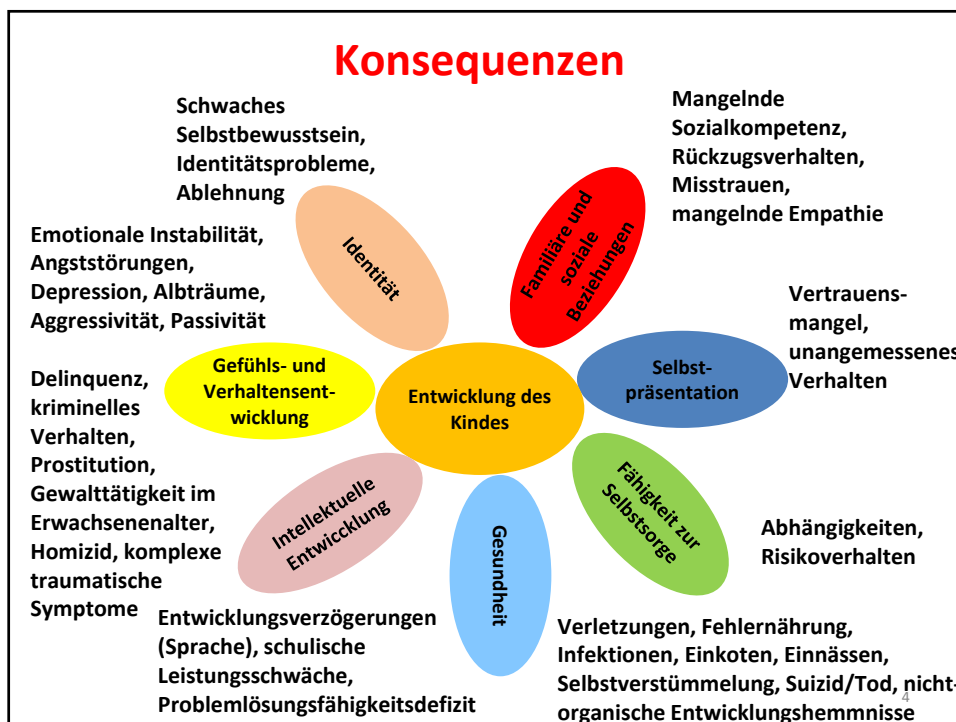 Konsequenzen
Schwaches
Selbstbewusstsein,
Identitätsprobleme,
Ablehnung
Identität
Mangelnde
Sozialkompetenz,
Rückzugsverhalten,
Misstrauen,
mangelnde Empathie
Familiäre und
soziale
Beziehungen
Emotionale Instabilität,
Angststörungen,
Depression, Albträume,
Aggressivität, Passivität
Gefühls- und
Verhaltensent-
wicklung
Delinquenz,
kriminelles
Verhalten,
Prostitution,
Gewalttätigkeit im
Erwachsenenalter,
Homizid, komplexe
traumatische
Symptome
Entwicklung des
Kindes
Selbst-
präsentation
Vertrauens-
mangel,
unangemessenes
Verhalten
Intellektuelle
Entwiccklung
Entwicklungsverzögerungen
(Sprache), schulische
Leistungsschwäche,
Problemlösungsfähigkeitsdefizit
Gesundheit
Fähigkeit zur
Selbstsorge
Abhängigkeiten,
Risikoverhalten
Verletzungen, Fehlernährung,
Infektionen, Einkoten, Einnässen,
Selbstverstümmelung, Suizid/Tod, nicht-
organische Entwicklungshemmnisse
4